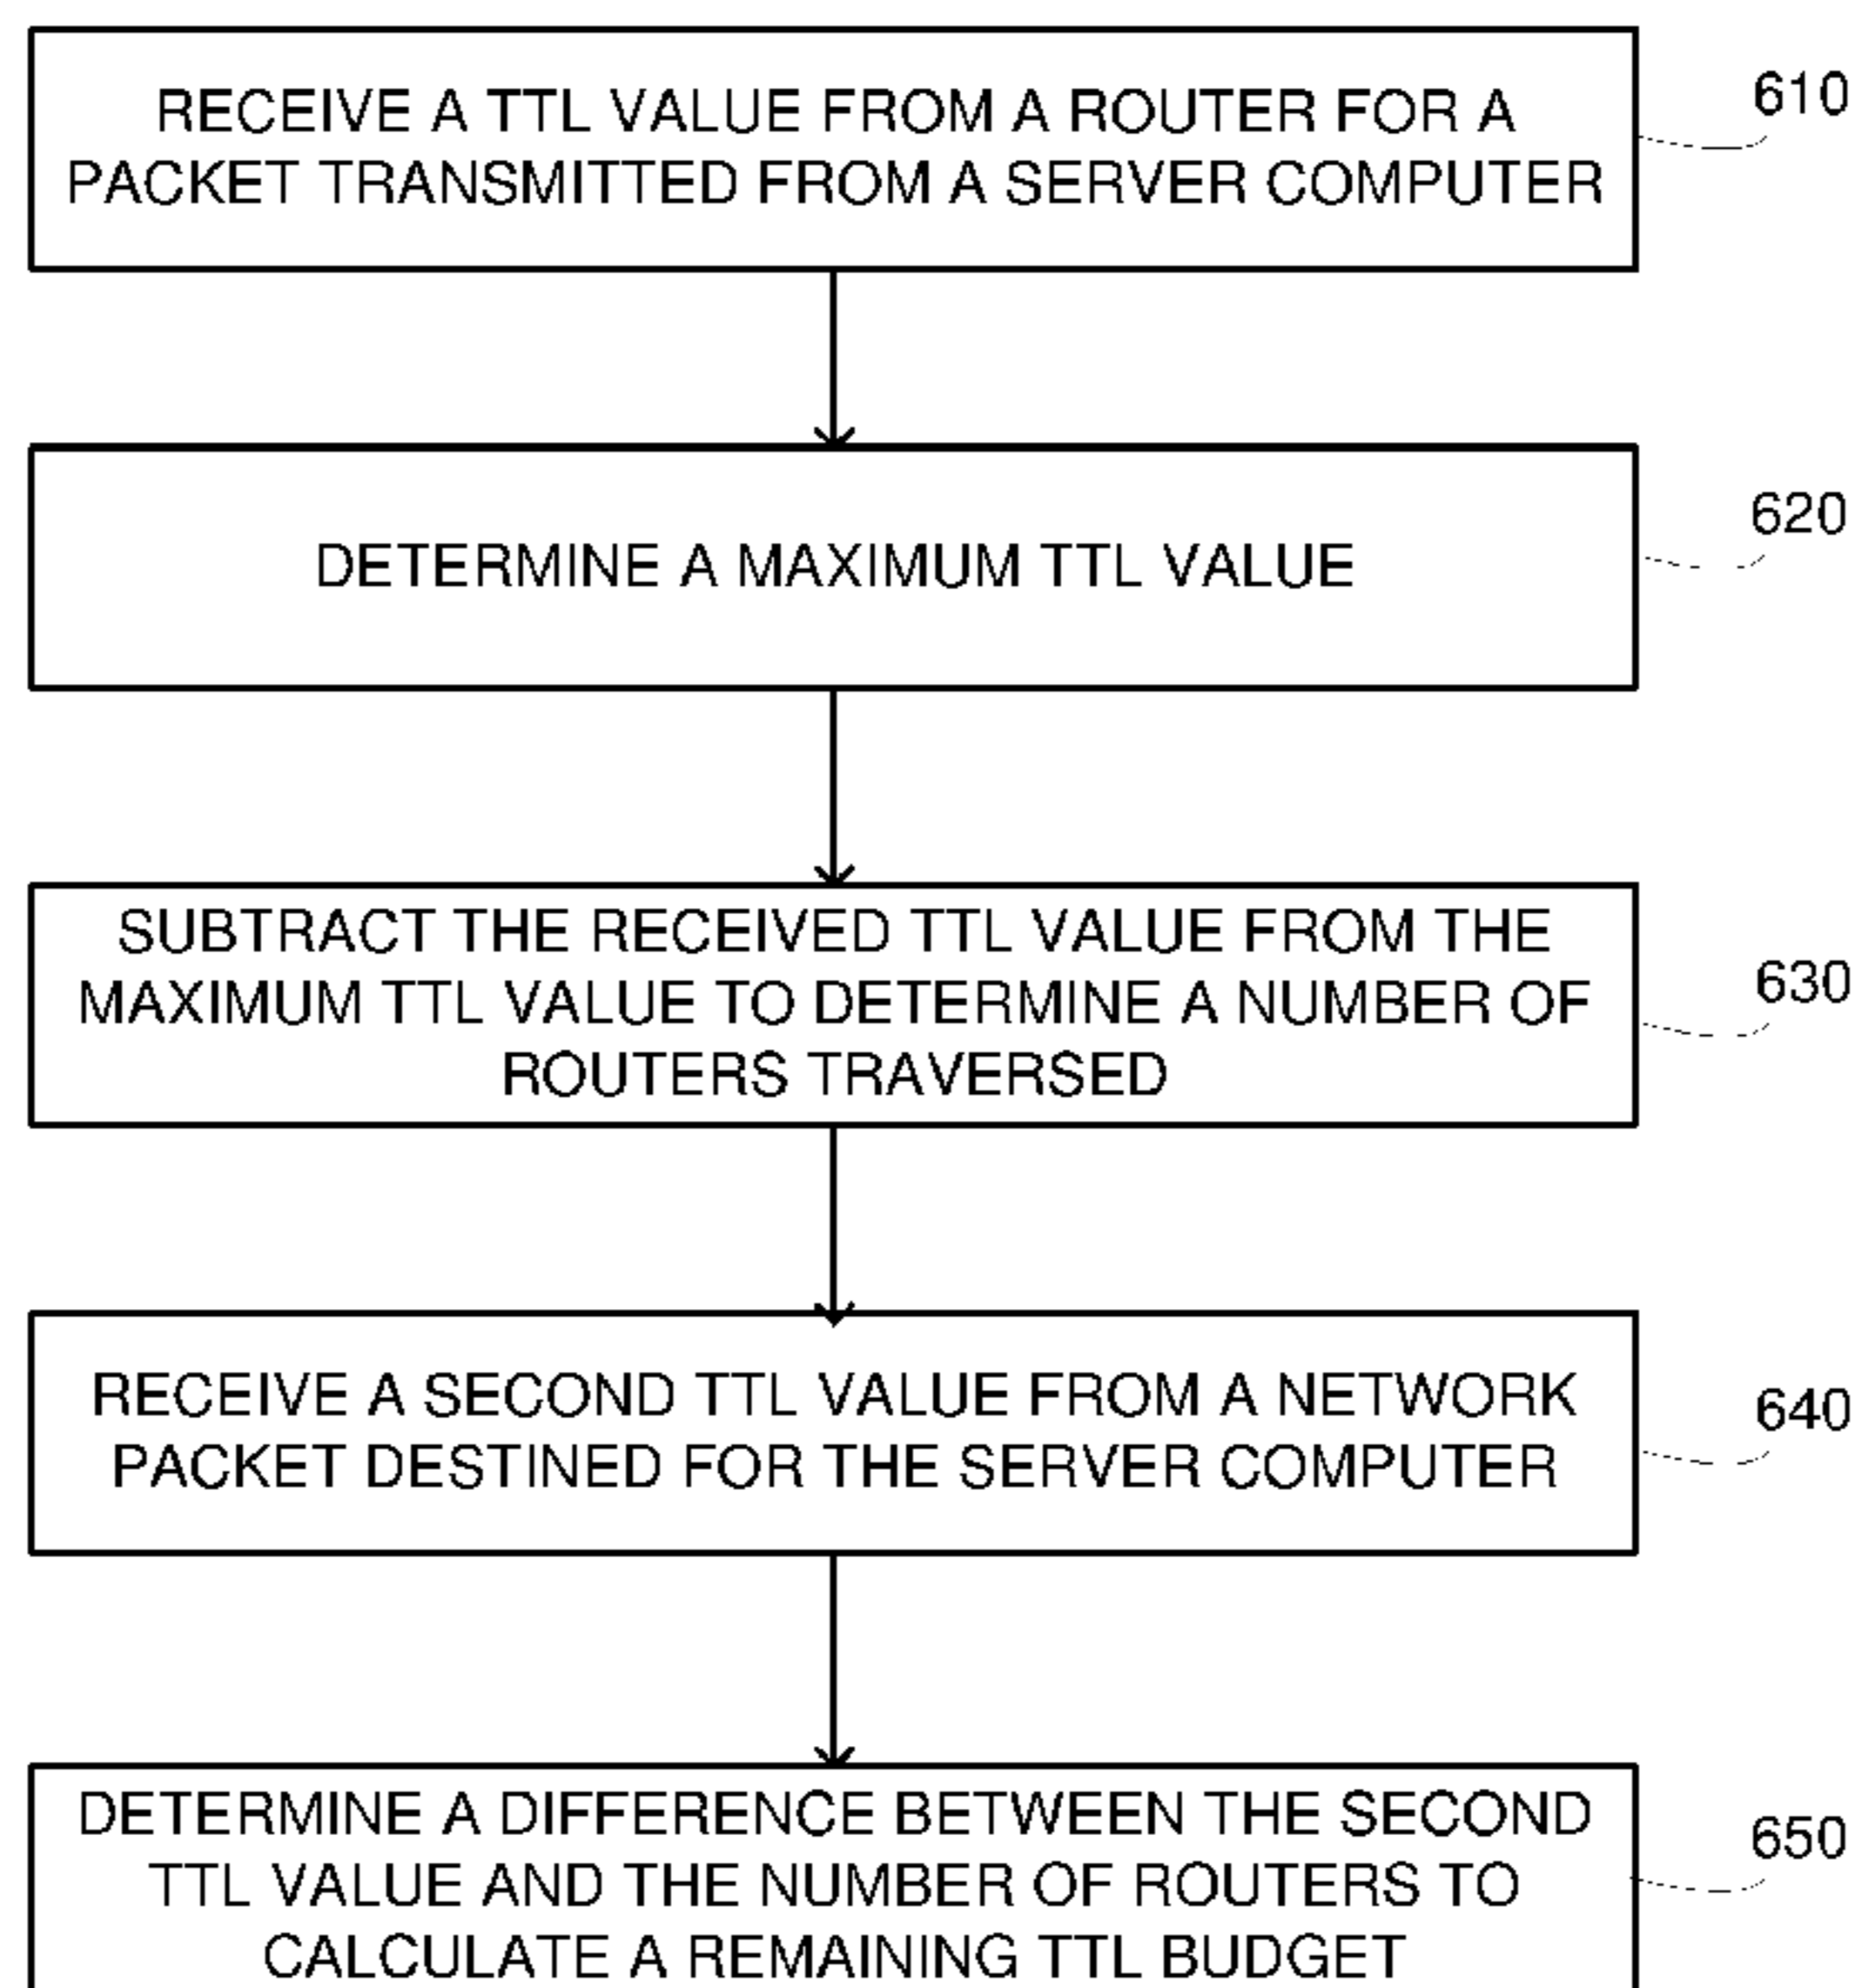 RECEIVE A TTL VALUE FROM A ROUTER FOR A
PACKET TRANSMITTED FROM A SERVER COMPUTER
610
DETERMINE A MAXIMUM TTL VALUE
620
SUBTRACT THE RECEIVED TTL VALUE FROM THE
MAXIMUM TTL VALUE TO DETERMINE A NUMBER OF
ROUTERS TRAVERSED
630
RECEIVE A SECOND TTL VALUE FROM A NETWORK
PACKET DESTINED FOR THE SERVER COMPUTER
640
DETERMINE A DIFFERENCE BETWEEN THE SECOND
TTL VALUE AND THE NUMBER OF ROUTERS TO
CALCULATE A REMAINING TTL BUDGET
650